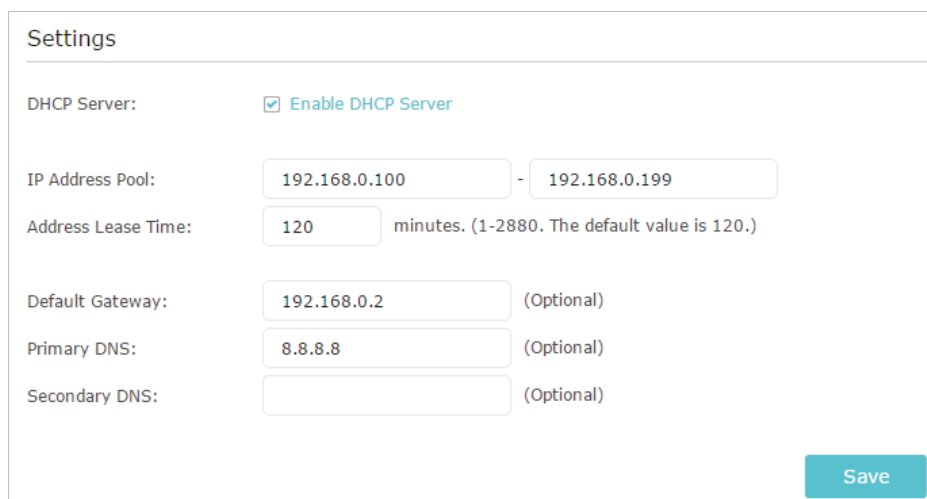 Settings
DHCP Server: Enable DHCP Server
IP Address Pool: 192.168.0.100 - 192.168.0.199
Address Lease Time: 120 minutes. (1-2880. The default value is 120.)
Default Gateway: 192.168.0.2 (Optional)
Primary DNS: 8.8.8.8 (Optional)
Secondary DNS: (Optional)
Save